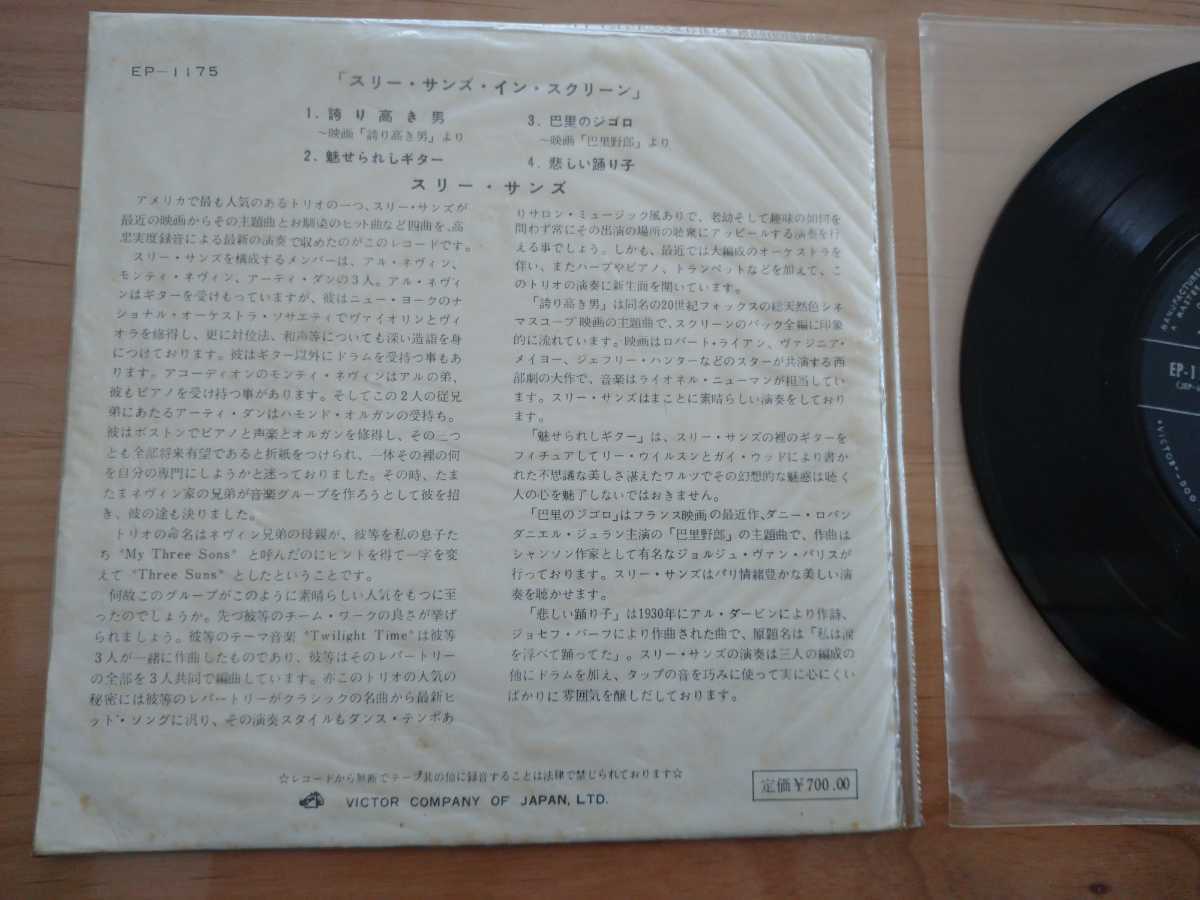 EP-1175
「スリー・サンズ・イン・スクリーン」
1. 誇り高き男
～映画「誇り高き男」より
2. 魅せられしギター
3. 巴里のジゴロ
～映画「巴里野郎」より
4. 悲しい踊り子
スリー・サンズ
アメリカで最も人気のあるトリオの一つ、スリー・サンズが
最近の映画からその主題曲とお馴染のヒット曲など四曲を、高
忠実度録音による最新の演奏で収めたのがこのレコードです。
スリー・サンズを構成するメンバーは、アル・ネヴィン、
モンティ・ネヴィン、アーティ・ダンの3人。アル・ネヴィ
ンはギターを受けもっていますが、彼はニュー・ヨークのナ
ショナル・オーケストラ・ソサエティでヴァイオリンとヴィ
オラを修得し、更に対位法、和声等についても深い造詣を身
につけております。彼はギター以外にドラムを受持つ事もあ
ります。アコーディオンのモンティ・ネヴィンはアルの弟、
彼もピアノを受け持つ事があります。そしてこの2人の従兄
弟にあたるアーティ・ダンはハモンド・オルガンの受持ち。
彼はボストンでピアノと声楽とオルガンを修得し、その三つ
とも全部将来有望であると折紙をつけられ、一体その裡の何
を自分の専門にしようかと迷っておりました。その時、たま
たまネヴィン家の兄弟が音楽グループを作ろうとして彼を招
き、彼の途も決りました。
トリオの命名はネヴィン兄弟の母親が、彼等を私の息子た
ち "My Three Sons" と呼んだのにヒントを得て一字を変
えて "Three Suns" としたということです。
何故このグループがこのように素晴らしい人気をもつに至
ったのでしょうか。先づ彼等のチーム・ワークの良さが挙げ
られましょう。彼等のテーマ音楽 "Twilight Time" は彼等
3人が一緒に作曲したものであり、彼等はそのレパートリー
の全部を3人共同で編曲しています。亦このトリオの人気の
秘密には彼等のレパートリーがクラシックの名曲から最新ヒ
ット・ソングに汎り、その演奏スタイルもダンス・テンポあ
りサロン・ミュージック風ありで、老幼そして趣味の如何を
問わず常にその出演の場所の聴衆にアッピールする演奏を行
える事でしょう。しかも、最近では大編成のオーケストラを
伴い、またハープやピアノ、トランペットなどを加えて、こ
のトリオの演奏に新生面を開いています。
「誇り高き男」は同名の20世紀フォックスの総天然色シネ
マスコープ映画の主題曲で、スクリーンのバック全編に印象
的に流れています。映画はロバート・ライアン、ヴァジニア・
メイヨー、ジェフリー・ハンターなどのスターが共演する西
部劇の大作で、音楽はライオネル・ニューマンが担当してい
ます。スリー・サンズはまことに素晴らしい演奏をしており
ます。
「魅せられしギター」は、スリー・サンズの裡のギターを
フィチュアしてリー・ウイルスンとガイ・ウッドにより書か
れた不思議な美しさ湛えたワルツでその幻想的な魅惑は聴く
人の心を魅了しないではおきません。
「巴里のジゴロ」はフランス映画の最近作、ダニー・ロバン
ダニエル・ジェラン主演の「巴里野郎」の主題曲で、作曲は
シャンソン作家として有名なジョルジュ・ヴァン・パリスが
行っております。スリー・サンズはパリ情緒豊かな美しい演
奏を聴かせます。
「悲しい踊り子」は1930年にアル・ダービンにより作詩、
ジョセフ・バーフにより作曲された曲で、原題名は「私は涙
を浮べて踊ってた」。スリー・サンズの演奏は三人の編成の
他にドラムを加え、タップの音を巧みに使って実に心にくい
ばかりに雰囲気を醸しだしております。
☆レコードから無断でテープ其の他に録音することは法律で禁じられております☆
VICTOR COMPANY OF JAPAN, LTD.
定価￥700.00
MANUFACTURE
A MASTER
EP-1
"VICTOR"
DOG